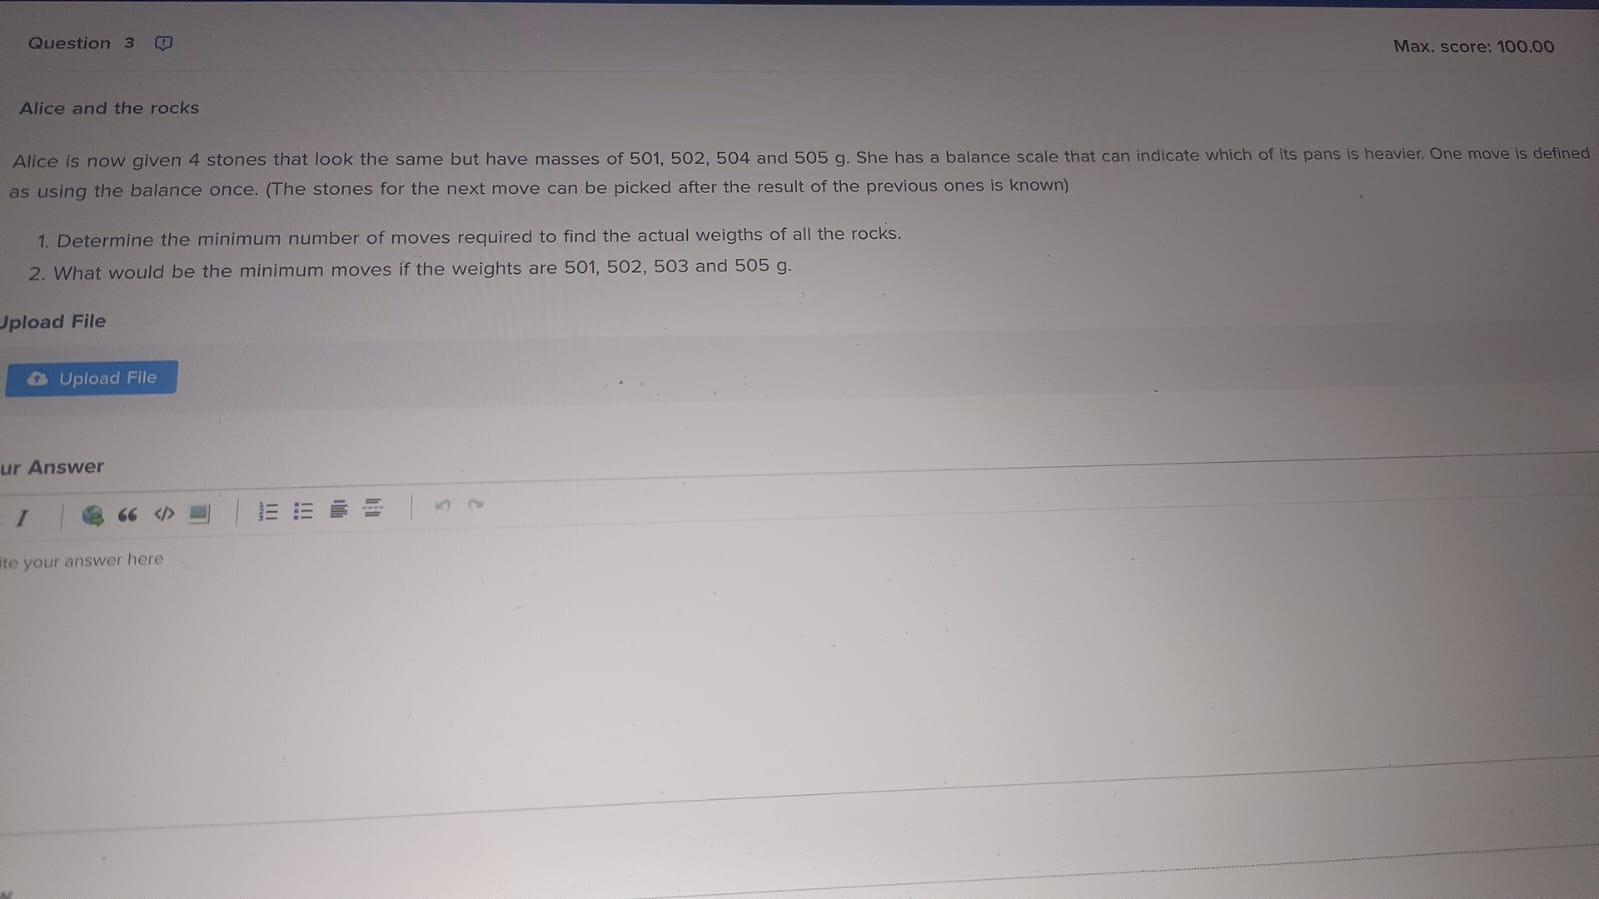 Question 3
Max. score: 100.00
Alice and the rocks
Alice is now given 4 stones that look the same but have masses of 501, 502, 504 and 505 g. She has a balance scale that can indicate which of its pans is heavier. One move is defined
as using the balance once. (The stones for the next move can be picked after the result of the previous ones is known)
1. Determine the minimum number of moves required to find the actual weigths of all the rocks.
2. What would be the minimum moves if the weights are 501, 502, 503 and 505 g.
Upload File
Upload File
ur Answer
I
ite your answer here